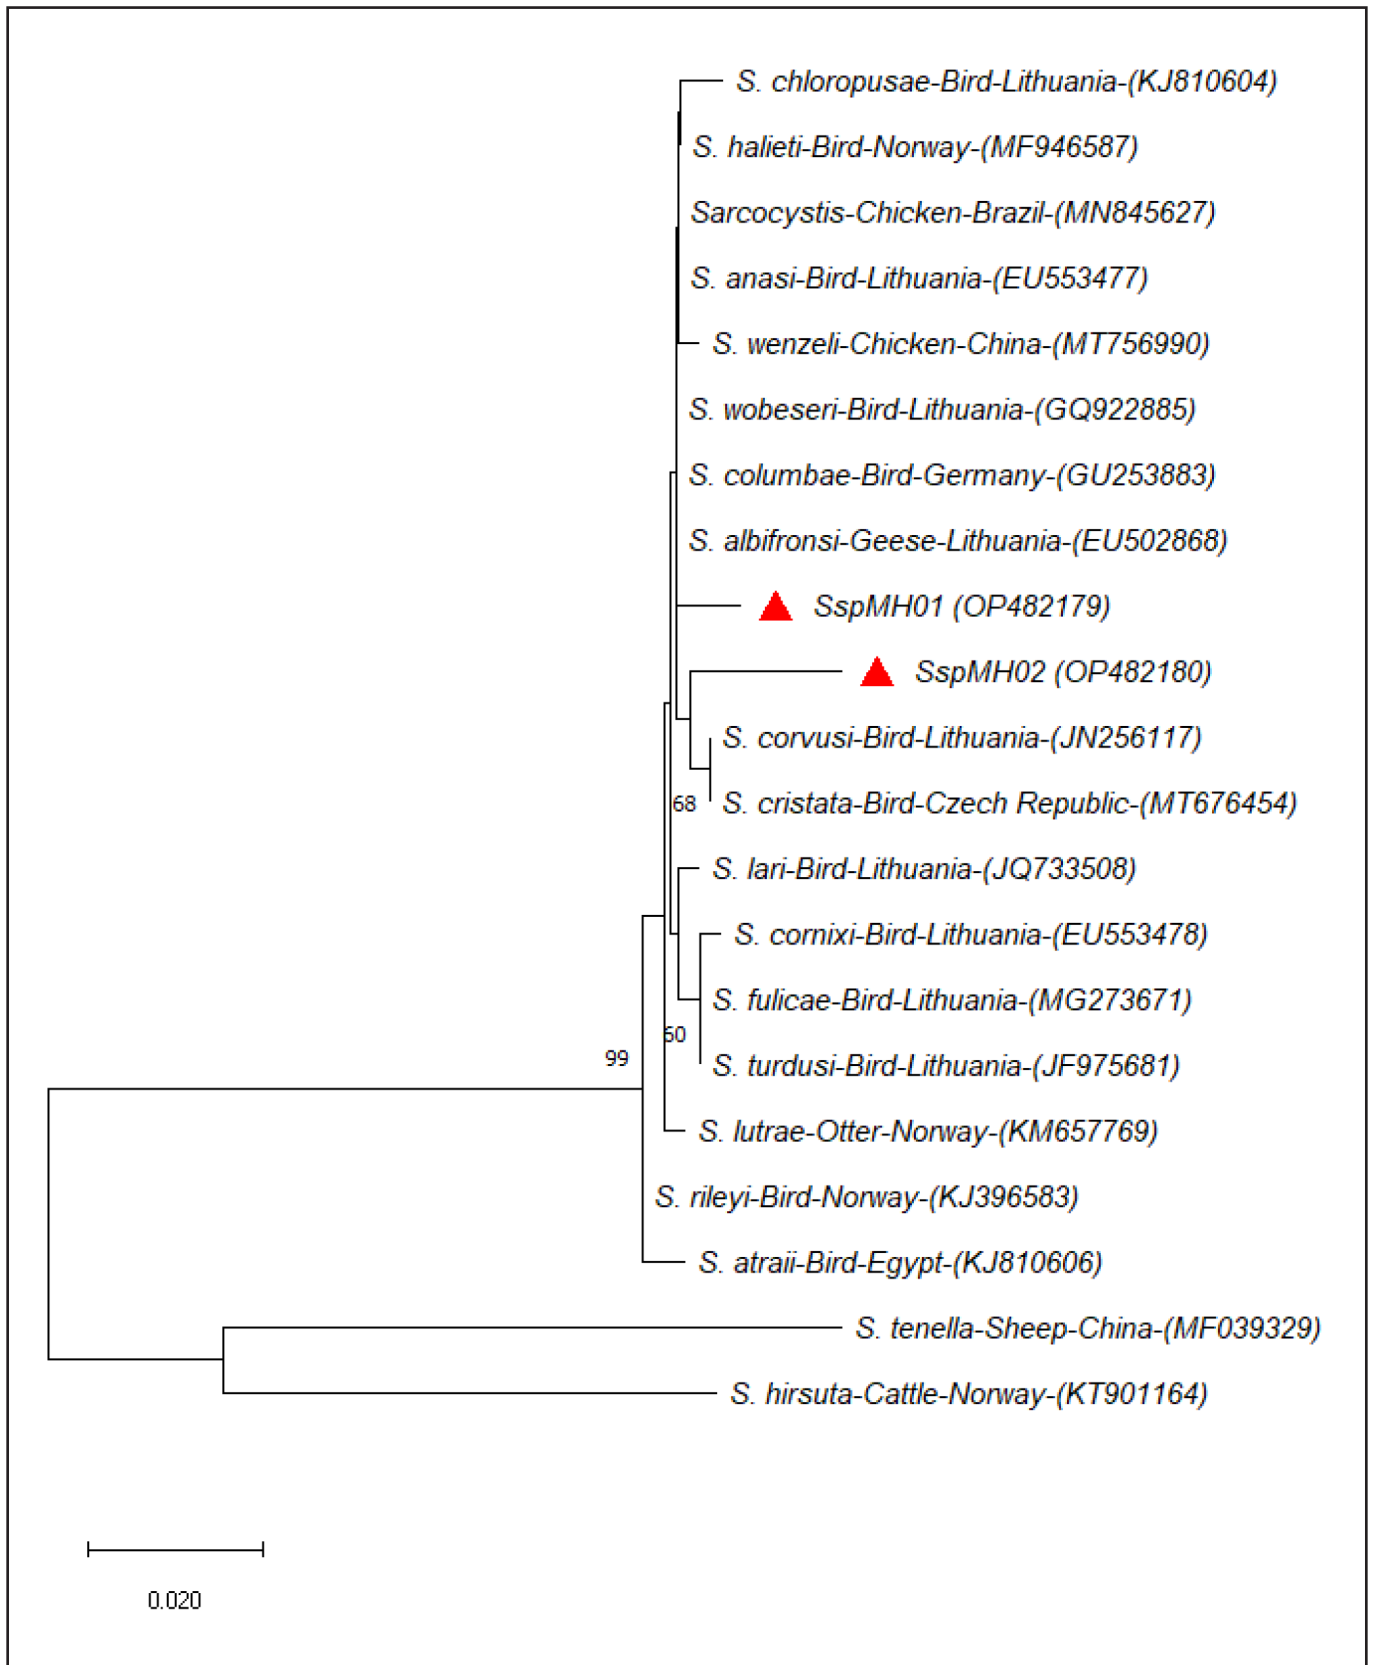 S. chloropusae-Bird-Lithuania-(KJ810604)
S. halieti-Bird-Norway-(MF946587)
Sarcocystis-Chicken-Brazil-(MN845627)
S. anasi-Bird-Lithuania-(EU553477)
S. wenzeli-Chicken-China-(MT756990)
S. wobeseri-Bird-Lithuania-(GQ922885)
S. columbae-Bird-Germany-(GU253883)
S. albifronsi-Geese-Lithuania-(EU502868)
SspMH01 (OP482179)
SspMH02 (OP482180)
S. corvusi-Bird-Lithuania-(JN256117)
68
S. cristata-Bird-Czech Republic-(MT676454)
S. lari-Bird-Lithuania-(JQ733508)
S. cornixi-Bird-Lithuania-(EU553478)
S. fulicae-Bird-Lithuania-(MG273671)
60
99
S. turdusi-Bird-Lithuania-(JF975681)
S. lutrae-Otter-Norway-(KM657769)
S. rileyi-Bird-Norway-(KJ396583)
S. atraii-Bird-Egypt-(KJ810606)
S. tenella-Sheep-China-(MF039329)
S. hirsuta-Cattle-Norway-(KT901164)
0.020